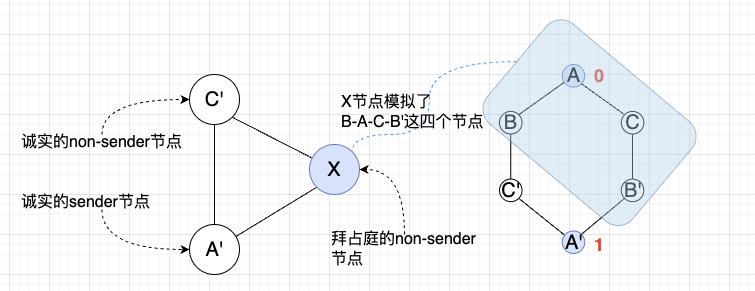 C'
诚实的non-sender节点
诚实的sender节点
A'
X
X节点模拟了
B-A-C-B'这四个节点
拜占庭的non-sender
节点
A 0
B
C
C'
B'
A' 1